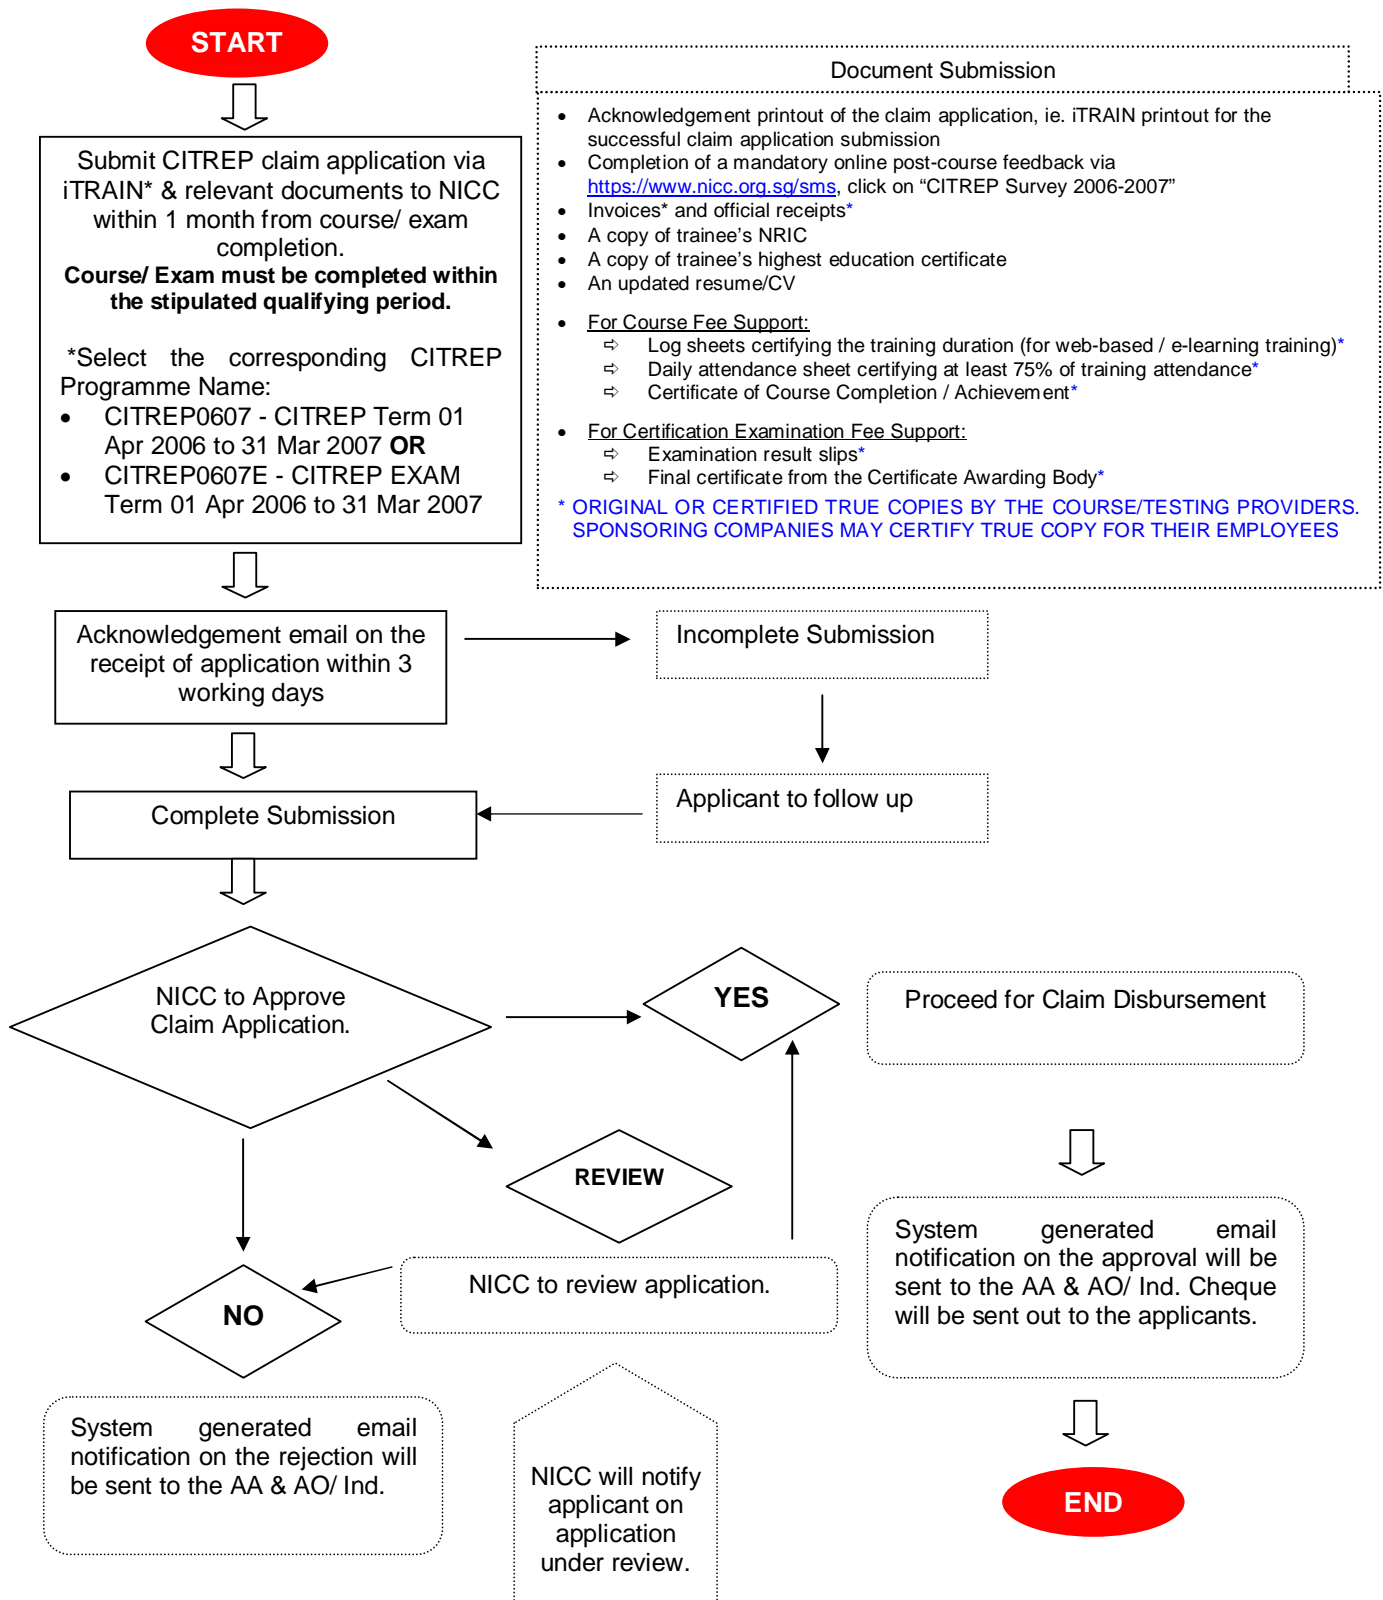 START
Submit CITREP claim application via
iTRAIN* & relevant documents to NICC
within 1 month from course/ exam
completion.
Course/ Exam must be completed within
the stipulated qualifying period.
*Select the corresponding CITREP
Programme Name:
• CITREP0607 - CITREP Term 01
Apr 2006 to 31 Mar 2007 OR
• CITREP0607E - CITREP EXAM
Term 01 Apr 2006 to 31 Mar 2007
Document Submission
• Acknowledgement printout of the claim application, ie. iTRAIN printout for the
successful claim application submission
• Completion of a mandatory online post-course feedback via
https://www.nicc.org.sg/sms, click on “CITREP Survey 2006-2007”
• Invoices* and official receipts*
• A copy of trainee’s NRIC
• A copy of trainee’s highest education certificate
• An updated resume/CV
• For Course Fee Support:
⇨ Log sheets certifying the training duration (for web-based / e-learning training)*
⇨ Daily attendance sheet certifying at least 75% of training attendance*
⇨ Certificate of Course Completion / Achievement*
• For Certification Examination Fee Support:
⇨ Examination result slips*
⇨ Final certificate from the Certificate Awarding Body*
* ORIGINAL OR CERTIFIED TRUE COPIES BY THE COURSE/TESTING PROVIDERS.
SPONSORING COMPANIES MAY CERTIFY TRUE COPY FOR THEIR EMPLOYEES
Acknowledgement email on the
receipt of application within 3
working days
Incomplete Submission
Applicant to follow up
Complete Submission
NICC to Approve
Claim Application.
YES
Proceed for Claim Disbursement
REVIEW
System generated email
notification on the approval will be
sent to the AA & AO/ Ind. Cheque
will be sent out to the applicants.
NICC to review application.
NO
System generated email
notification on the rejection will
be sent to the AA & AO/ Ind.
NICC will notify
applicant on
application
under review.
END